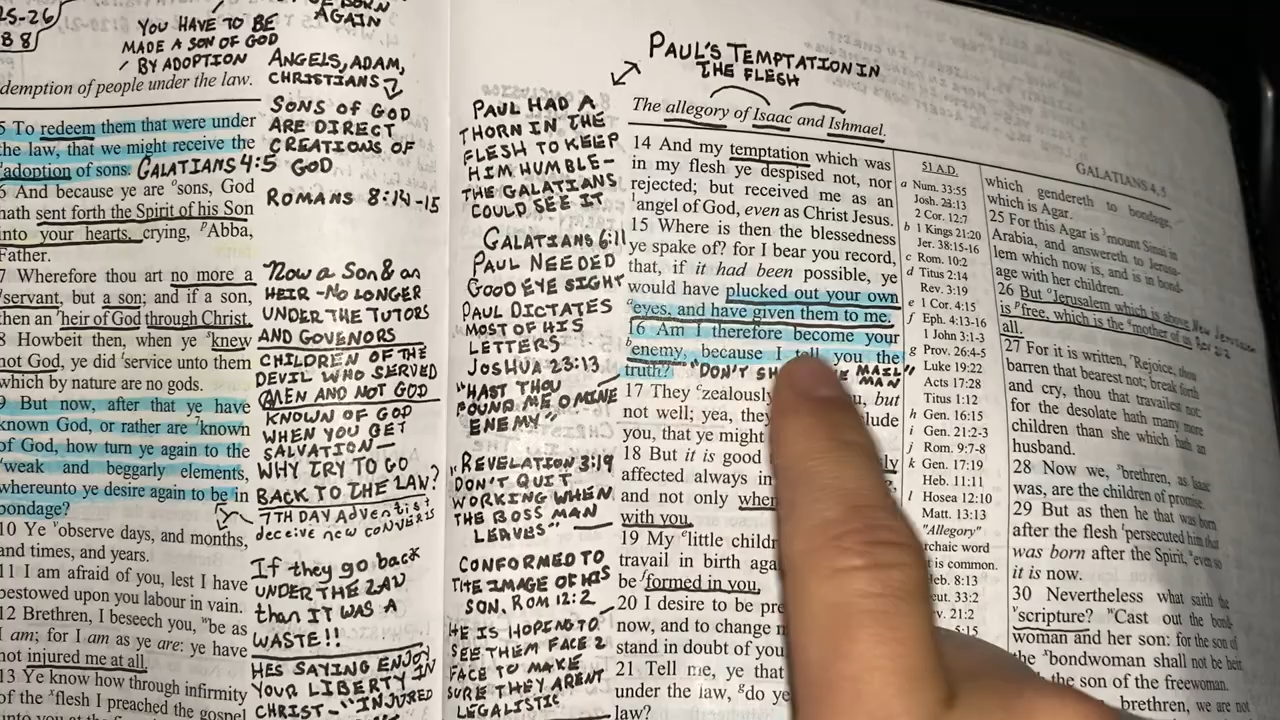 25-26
88
BORN
AGAIN
YOU HAVE TO BE
MADE A SON OF GOD
BY ADOPTION
demption of people under the law.
5 To redeem them that were under
the law, that we might receive the
adoption of sons. GALATIANS 4:5
6 And because ye are sons, God
hath sent forth the Spirit of his Son
into your hearts, crying, Abba,
Father.
7 Wherefore thou art no more a
servant, but a son; and if a son,
then an heir of God through Christ.
8 Howbeit then, when ye knew
not God, ye did service unto them
which by nature are no gods.
9 But now, after that ye have
known God, or rather are known
of God, how turn ye again to the
weak and beggarly elements,
whereunto ye desire again to be in
bondage?
10 Ye observe days, and months,
and times, and years.
11 I am afraid of you, lest I have
bestowed upon you labour in vain.
12 Brethren, I beseech you, be as
I am; for I am as ye are: ye have
not injured me at all.
13 Ye know how through infirmity
of the flesh I preached the gospel
ANGELS, ADAM,
CHRISTIANS
SONS OF GOD
ARE DIRECT
CREATIONS OF
GOD
ROMANS 8:14-15
NOW A SON & an
HEIR - NO LONGER
UNDER THE TUTORS
AND GOVENORS
CHILDREN OF THE
DEVIL WHO SERVED
MEN AND NOT GOD
KNOWN OF GOD
WHEN YOU GET
SALVATION—
WHY TRY TO GO
BACK TO THE LAW?
7TH DAY ADVENTIST
deceive new CONVERTS
If they go back
UNDER THE LAW
than IT WAS A
WASTE!!
HES SAYING ENJOY
YOUR LIBERTY IN
CHRIST - "INJURED
PAUL HAD A
THORN IN THE
FLESH TO KEEP
HIM HUMBLE-
THE GALATIANS
COULD SEE IT
GALATIANS 6:11
PAUL NEEDED
GOOD EYE SIGHT
PAUL DICTATES
MOST OF HIS
LETTERS
JOSHUA 23:13
"HAST THOU
FOUND ME O MINE
ENEMY"
REVELATION 3:19
"DON'T QUIT
WORKING WHEN
THE BOSS MAN
LEAVES"
CONFORMED TO
THE IMAGE OF HIS
SON. ROM 12:2
HE IS HOPING TO
SEE THEM FACE 2
FACE TO MAKE
SURE THEY ARENT
LEGALISTIC
PAUL'S TEMPTATION IN
THE FLESH
The allegory of Isaac and Ishmael.
14 And my temptation which was
in my flesh ye despised not, nor
rejected; but received me as an
angel of God, even as Christ Jesus.
15 Where is then the blessedness
ye spake of? for I bear you record,
that, if it had been possible, ye
would have plucked out your own
eyes, and have given them to me.
16 Am I therefore become your
enemy, because I tell you the
truth? "DON'T MAIL
MAN"
17 They zealously but
not well; yea, they
you, that ye might
18 But it is good
affected always in
and not only when
with you.
19 My little
travail in birth
be formed in you,
20 I desire to be
now, and to change
stand in doubt of you
21 Tell me, ye that
under the law, do ye
law?
51 A.D.
a Num. 33:55
Josh. 23:13
2 Cor. 12:7
b 1 Kings 21:20
Jer. 38:15-16
c Rom. 10:2
d Titus 2:14
Rev. 3:19
e 1 Cor. 4:15
f Eph. 4:13-16
1 John 3:1-3
g Prov. 26:4-5
Luke 19:22
Acts 17:28
Titus 1:12
h Gen. 16:15
i Gen. 21:2-3
j Rom. 9:7-8
k Gen. 17:19
Heb. 11:11
l Hosea 12:10
Matt. 13:13
"Allegory"
rchaic word
t is common.
Heb. 8:13
eut. 33:2
v. 21:2
5:15
GALATIANS 4, 5
which gendereth to bondage,
which is Agar.
25 For this Agar is mount Sinai in
Arabia, and answereth to Jerusa-
lem which now is, and is in bond-
age with her children.
26 But Jerusalem which is above
is free, which is the mother of us
all.
New Jerusalem
Rev 21:2
27 For it is written, Rejoice, thou
barren that bearest not; break forth
and cry, thou that travailest not:
for the desolate hath many more
children than she which hath an
husband.
28 Now we, brethren, as Isaac
was, are the children of promise.
29 But as then he that was born
after the flesh persecuted him that
was born after the Spirit, even so
it is now.
30 Nevertheless what saith the
scripture? Cast out the bond-
woman and her son: for the son of
the bondwoman shall not be heir
the son of the freewoman.
brethren, we are not